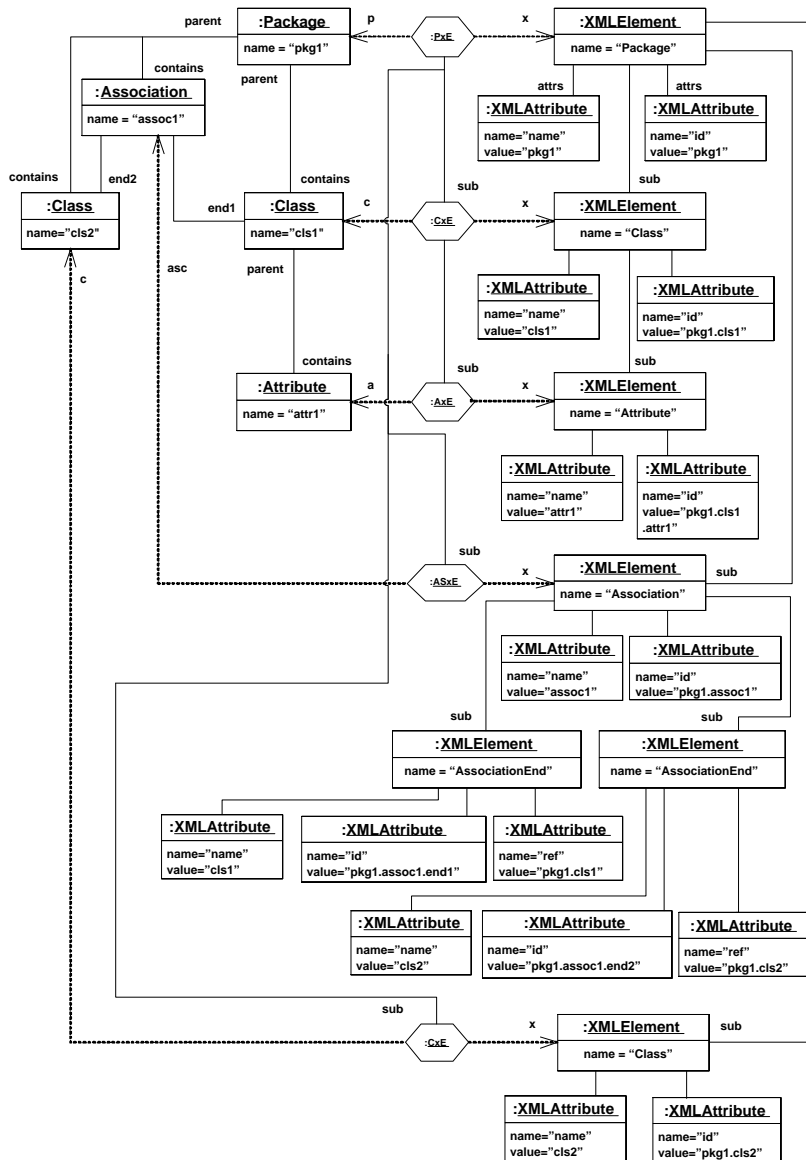 parent
:Package
name = “pkg1”
p
:PxE
x
:XMLElement
name = “Package”
parent
contains
attrs
attrs
:Association
name = “assoc1”
:XMLAttribute
name=”name”
value=”pkg1”
:XMLAttribute
name=”id”
value=”pkg1”
contains
end2
end1
contains
sub
sub
:Class
name="cls2"
:Class
name="cls1"
c
:CxE
x
:XMLElement
name = “Class”
c
asc
parent
:XMLAttribute
name=”name”
value=”cls1”
:XMLAttribute
name=”id”
value=”pkg1.cls1”
contains
sub
sub
:Attribute
name = “attr1”
a
:AxE
x
:XMLElement
name = “Attribute”
:XMLAttribute
name=”name”
value=”attr1”
:XMLAttribute
name=”id”
value=”pkg1.cls1
.attr1”
sub
:ASxE
x
:XMLElement
name = “Association”
sub
:XMLAttribute
name=”name”
value=”assoc1”
:XMLAttribute
name=”id”
value=”pkg1.assoc1”
sub
sub
:XMLElement
name = “AssociationEnd”
:XMLElement
name = “AssociationEnd”
:XMLAttribute
name=”name”
value=”cls1”
:XMLAttribute
name=”id”
value=”pkg1.assoc1.end1”
:XMLAttribute
name=”ref”
value=”pkg1.cls1”
:XMLAttribute
name=”name”
value=”cls2”
:XMLAttribute
name=”id”
value=”pkg1.assoc1.end2”
:XMLAttribute
name=”ref”
value=”pkg1.cls2”
sub
:CxE
x
:XMLElement
name = “Class”
sub
:XMLAttribute
name=”name”
value=”cls2”
:XMLAttribute
name=”id”
value=”pkg1.cls2”